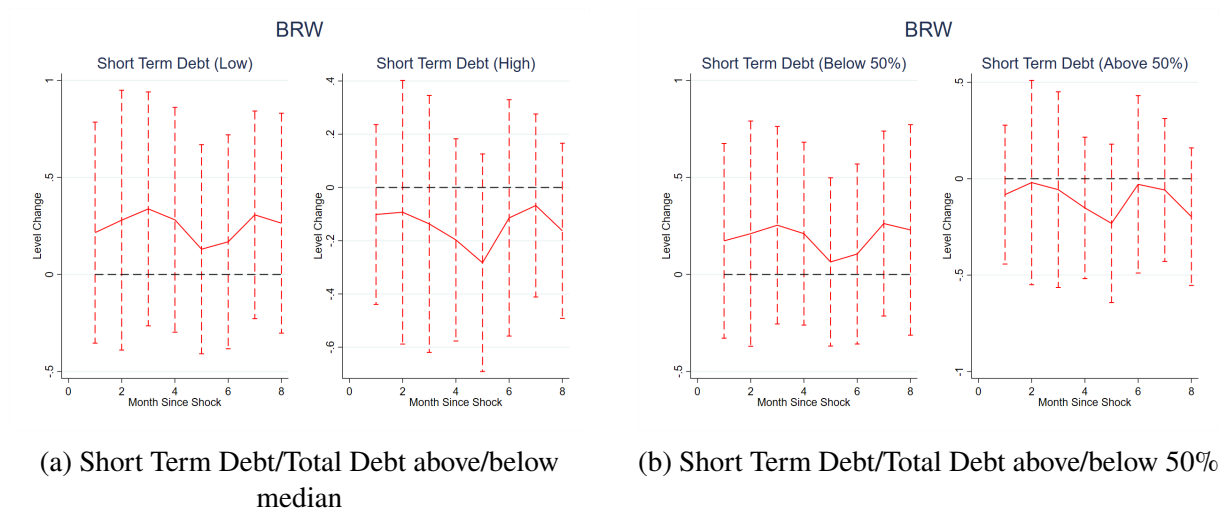 BRW
Short Term Debt (Low)
Short Term Debt (High)
Level Change
1
.5
0
-.5
0 2 4 6 8
Month Since Shock
Level Change
.4
.2
0
-.2
-.4
-.6
0 2 4 6 8
Month Since Shock
(a) Short Term Debt/Total Debt above/below
median
BRW
Short Term Debt (Below 50%)
Short Term Debt (Above 50%)
Level Change
1
.5
0
-.5
0 2 4 6 8
Month Since Shock
Level Change
.5
0
-.5
-1
0 2 4 6 8
Month Since Shock
(b) Short Term Debt/Total Debt above/below 50%